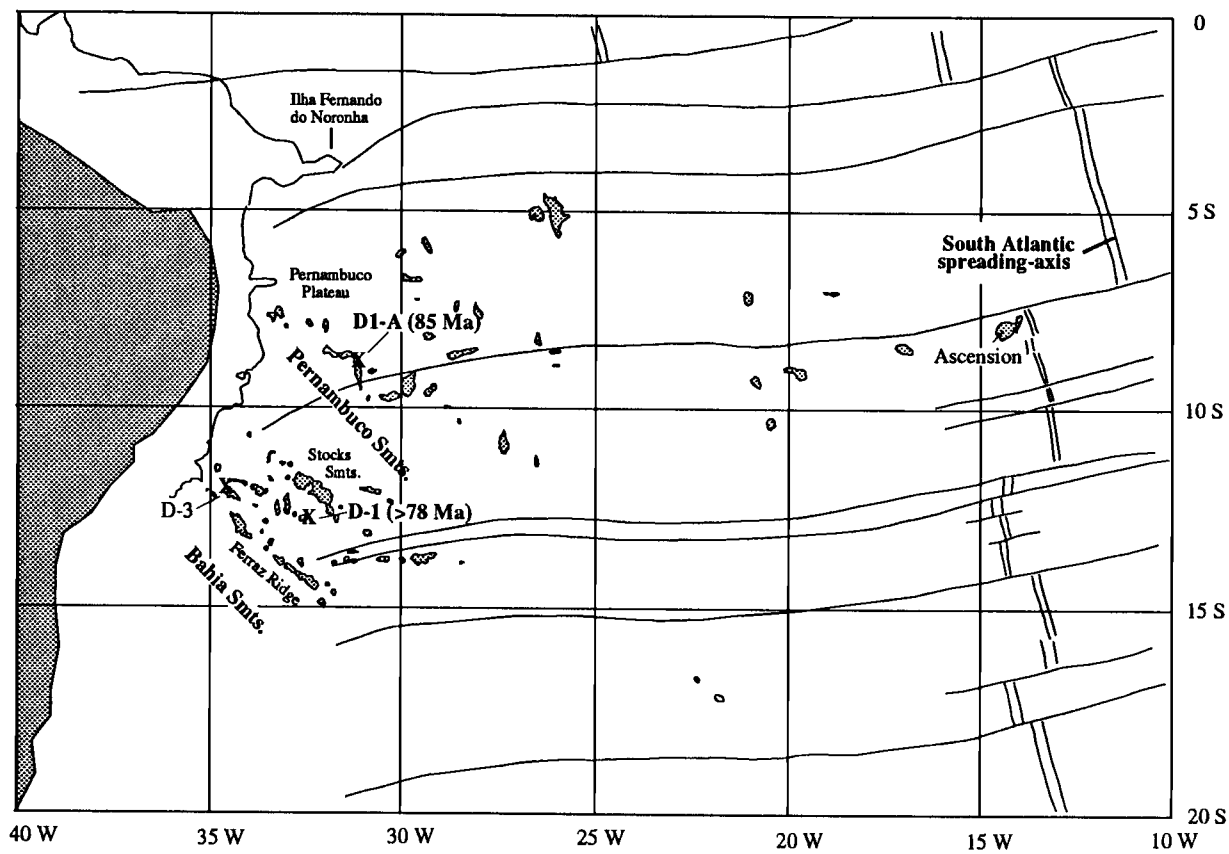 0
Ilha Fernando
do Noronha
5 S
South Atlantic
spreading-axis
Pernambuco
Plateau
D1-A (85 Ma)
Ascension
Pernambuco Smts.
10 S
Stocks
Smts.
D-3
D-1 (>78 Ma)
X
X
X
Ferraz Ridge
Bahia Smts.
15 S
20 S
40 W
35 W
30 W
25 W
20 W
15 W
10 W